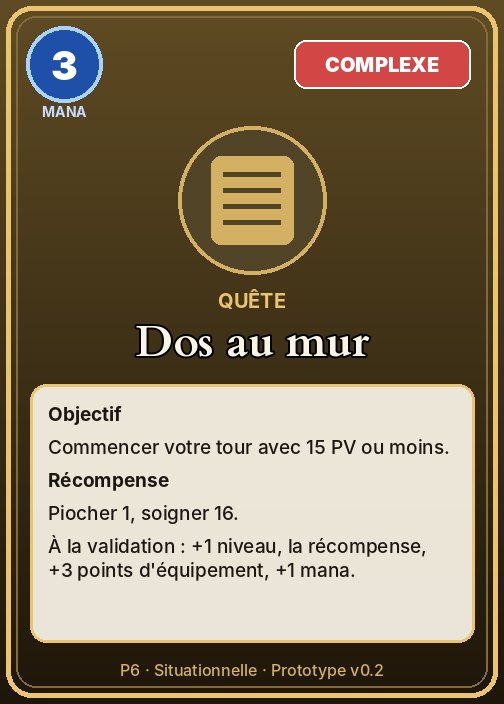 3
COMPLEXE
MANA
QUÊTE
Dos au mur
Objectif
Commencer votre tour avec 15 PV ou moins.
Récompense
Piocher 1, soigner 16.
À la validation : +1 niveau, la récompense,
+3 points d'équipement, +1 mana.
P6 · Situationnelle · Prototype v0.2